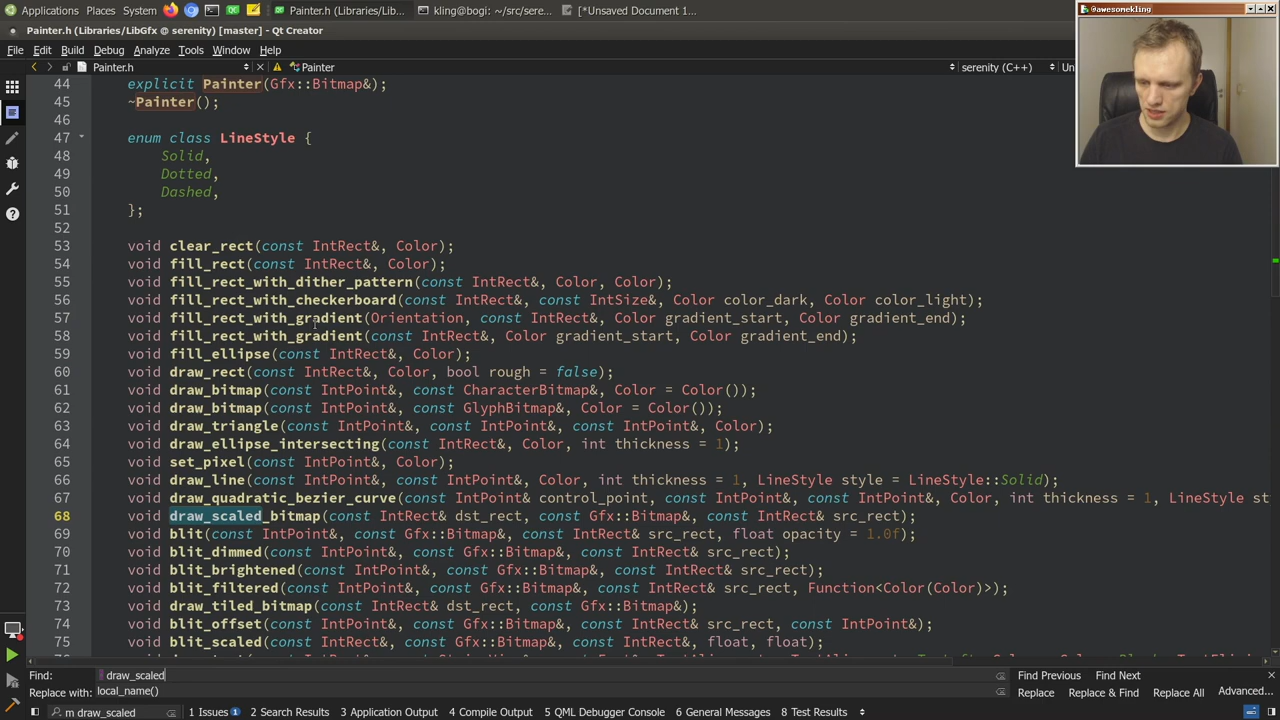 Applications Places System Painter.h (Libraries/Lib... kling@bogi: ~/src/sere... [*Unsaved Document 1...
@awesomekling
Painter.h (Libraries/LibGfx @ serenity) [master] - Qt Creator
File Edit Build Debug Analyze Tools Window Help
Painter.h Painter serenity (C++) Un
44 explicit Painter(Gfx::Bitmap&);
45 ~Painter();
46
47 enum class LineStyle {
48 Solid,
49 Dotted,
50 Dashed,
51 };
52
53 void clear_rect(const IntRect&, Color);
54 void fill_rect(const IntRect&, Color);
55 void fill_rect_with_dither_pattern(const IntRect&, Color, Color);
56 void fill_rect_with_checkerboard(const IntRect&, const IntSize&, Color color_dark, Color color_light);
57 void fill_rect_with_gradient(Orientation, const IntRect&, Color gradient_start, Color gradient_end);
58 void fill_rect_with_gradient(const IntRect&, Color gradient_start, Color gradient_end);
59 void fill_ellipse(const IntRect&, Color);
60 void draw_rect(const IntRect&, Color, bool rough = false);
61 void draw_bitmap(const IntPoint&, const CharacterBitmap&, Color = Color());
62 void draw_bitmap(const IntPoint&, const GlyphBitmap&, Color = Color());
63 void draw_triangle(const IntPoint&, const IntPoint&, const IntPoint&, Color);
64 void draw_ellipse_intersecting(const IntRect&, Color, int thickness = 1);
65 void set_pixel(const IntPoint&, Color);
66 void draw_line(const IntPoint&, const IntPoint&, Color, int thickness = 1, LineStyle style = LineStyle::Solid);
67 void draw_quadratic_bezier_curve(const IntPoint& control_point, const IntPoint&, const IntPoint&, Color, int thickness = 1, LineStyle st
68 void draw_scaled_bitmap(const IntRect& dst_rect, const Gfx::Bitmap&, const IntRect& src_rect);
69 void blit(const IntPoint&, const Gfx::Bitmap&, const IntRect& src_rect, float opacity = 1.0f);
70 void blit_dimmed(const IntPoint&, const Gfx::Bitmap&, const IntRect& src_rect);
71 void blit_brightened(const IntPoint&, const Gfx::Bitmap&, const IntRect& src_rect);
72 void blit_filtered(const IntPoint&, const Gfx::Bitmap&, const IntRect& src_rect, Function<Color(Color)>);
73 void draw_tiled_bitmap(const IntRect& dst_rect, const Gfx::Bitmap&);
74 void blit_offset(const IntPoint&, const Gfx::Bitmap&, const IntRect& src_rect, const IntPoint&);
75 void blit_scaled(const IntRect&, const Gfx::Bitmap&, const IntRect&, float, float);
Find: draw_scaled Find Previous Find Next
Replace with: local_name() Replace Replace & Find Replace All Advanced...
m draw_scaled 1 Issues 1 2 Search Results 3 Application Output 4 Compile Output 5 QML Debugger Console 6 General Messages 8 Test Results